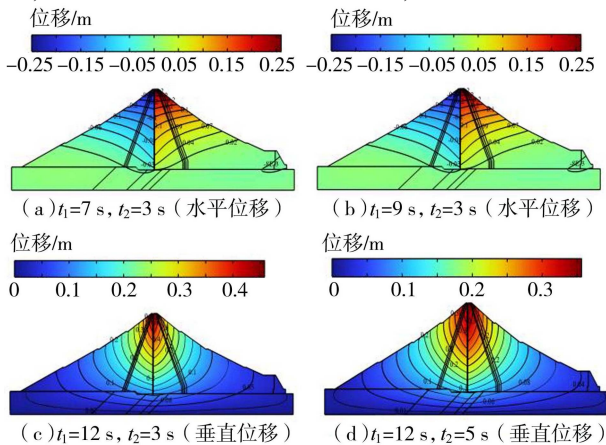 位移/m
位移/m
-0.25 -0.15 -0.05 0.05 0.15 0.25
-0.25 -0.15 -0.05 0.05 0.15 0.25
(a)t₁=7 s, t₂=3 s(水平位移)
(b)t₁=9 s, t₂=3 s(水平位移)
位移/m
位移/m
0 0.1 0.2 0.3 0.4
0 0.1 0.2 0.3
(c)t₁=12 s, t₂=3 s(垂直位移)
(d)t₁=12 s, t₂=5 s(垂直位移)